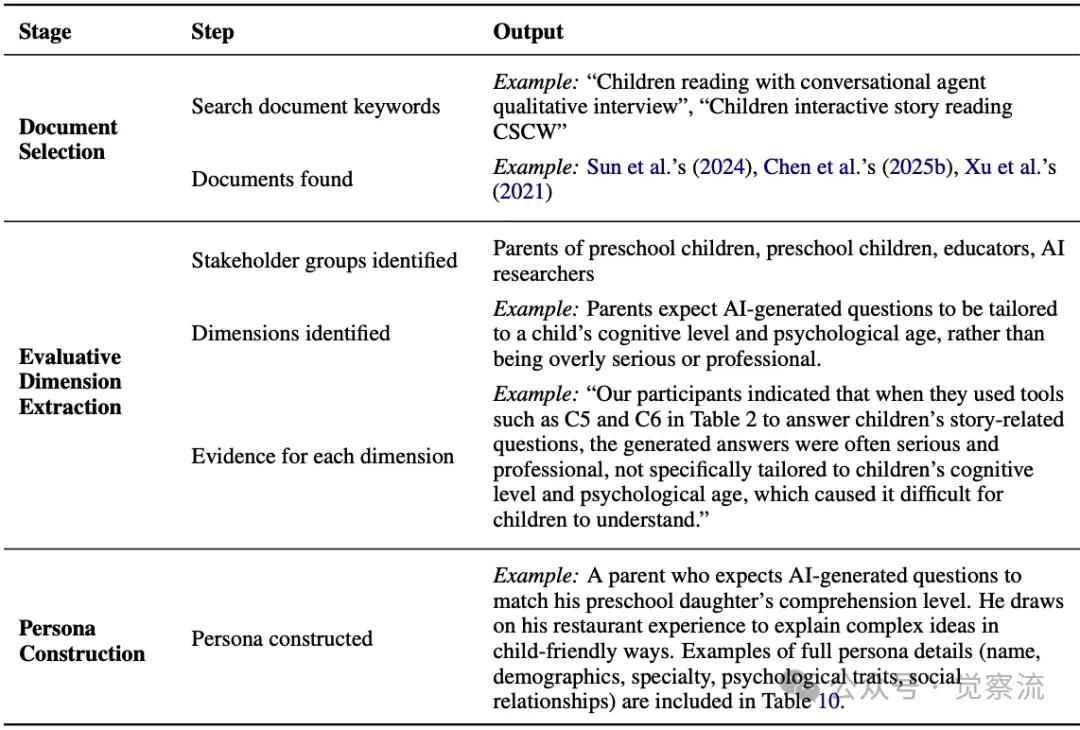 Stage Step Output
Document Selection
Search document keywords
Example: “Children reading with conversational agent
qualitative interview”, “Children interactive story reading
CSCW”
Documents found
Example: Sun et al.’s (2024), Chen et al.’s (2025b), Xu et al.’s
(2021)
Evaluative
Dimension
Extraction
Stakeholder groups identified
Parents of preschool children, preschool children, educators, AI
researchers
Dimensions identified
Example: Parents expect AI-generated questions to be tailored
to a child’s cognitive level and psychological age, rather than
being overly serious or professional.
Evidence for each dimension
Example: “Our participants indicated that when they used tools
such as C5 and C6 in Table 2 to answer children’s story-related
questions, the generated answers were often serious and
professional, not specifically tailored to children’s cognitive
level and psychological age, which caused it difficult for
children to understand.”
Persona
Construction
Persona constructed
Example: A parent who expects AI-generated questions to
match his preschool daughter’s comprehension level. He draws
on his restaurant experience to explain complex ideas in
child-friendly ways. Examples of full persona details (name,
demographics, specialty, psychological traits, social
relationships) are included in Table 10.
公众号·觉察流